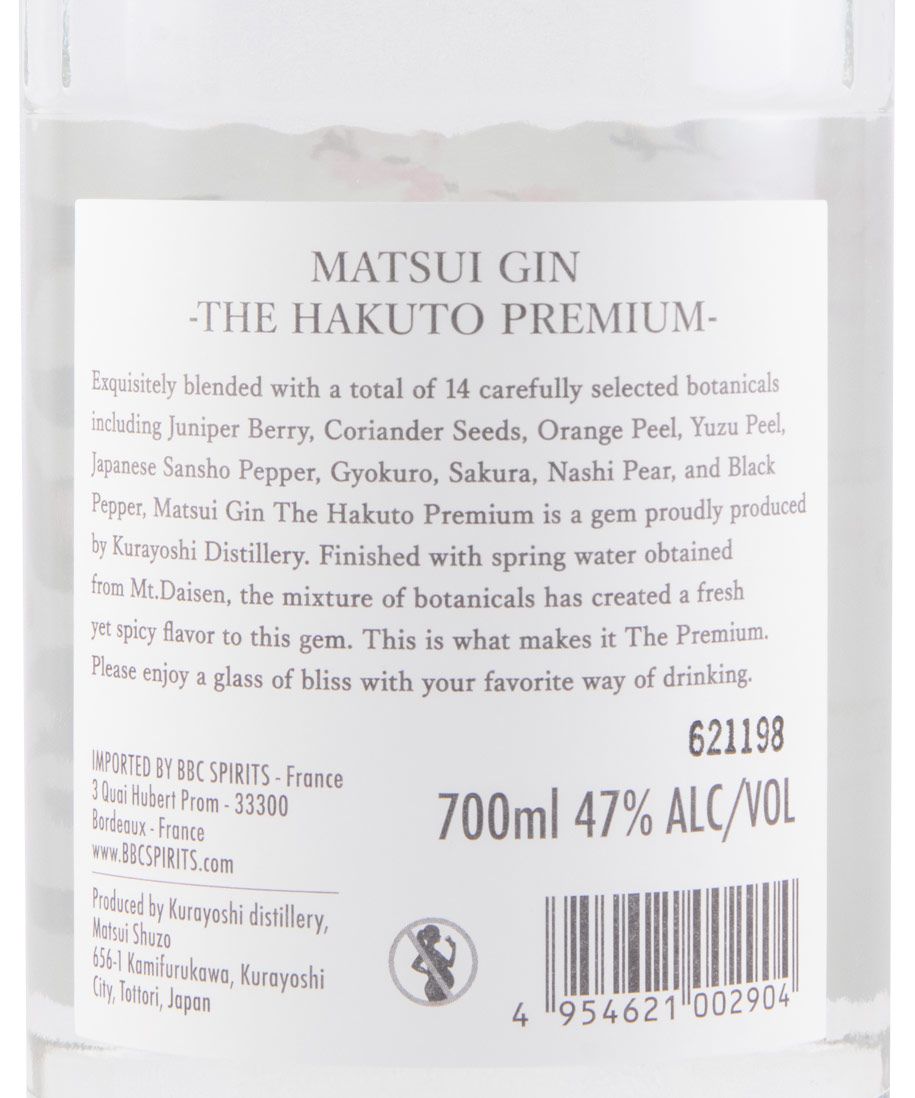 MATSUI GIN
-THE HAKUTO PREMIUM-
Exquisitely blended with a total of 14 carefully selected botanicals
including Juniper Berry, Coriander Seeds, Orange Peel, Yuzu Peel,
Japanese Sansho Pepper, Gyokuro, Sakura, Nashi Pear, and Black
Pepper, Matsui Gin The Hakuto Premium is a gem proudly produced
by Kurayoshi Distillery. Finished with spring water obtained
from Mt.Daisen, the mixture of botanicals has created a fresh
yet spicy flavor to this gem. This is what makes it The Premium.
Please enjoy a glass of bliss with your favorite way of drinking.
621198
IMPORTED BY BBC SPIRITS - France
3 Quai Hubert Prom - 33300
Bordeaux - France
www.BBCSPIRITS.com
700ml 47% ALC/VOL
Produced by Kurayoshi distillery,
Matsui Shuzo
656-1 Kamifurukawa, Kurayoshi
City, Tottori, Japan
4 954621 002904